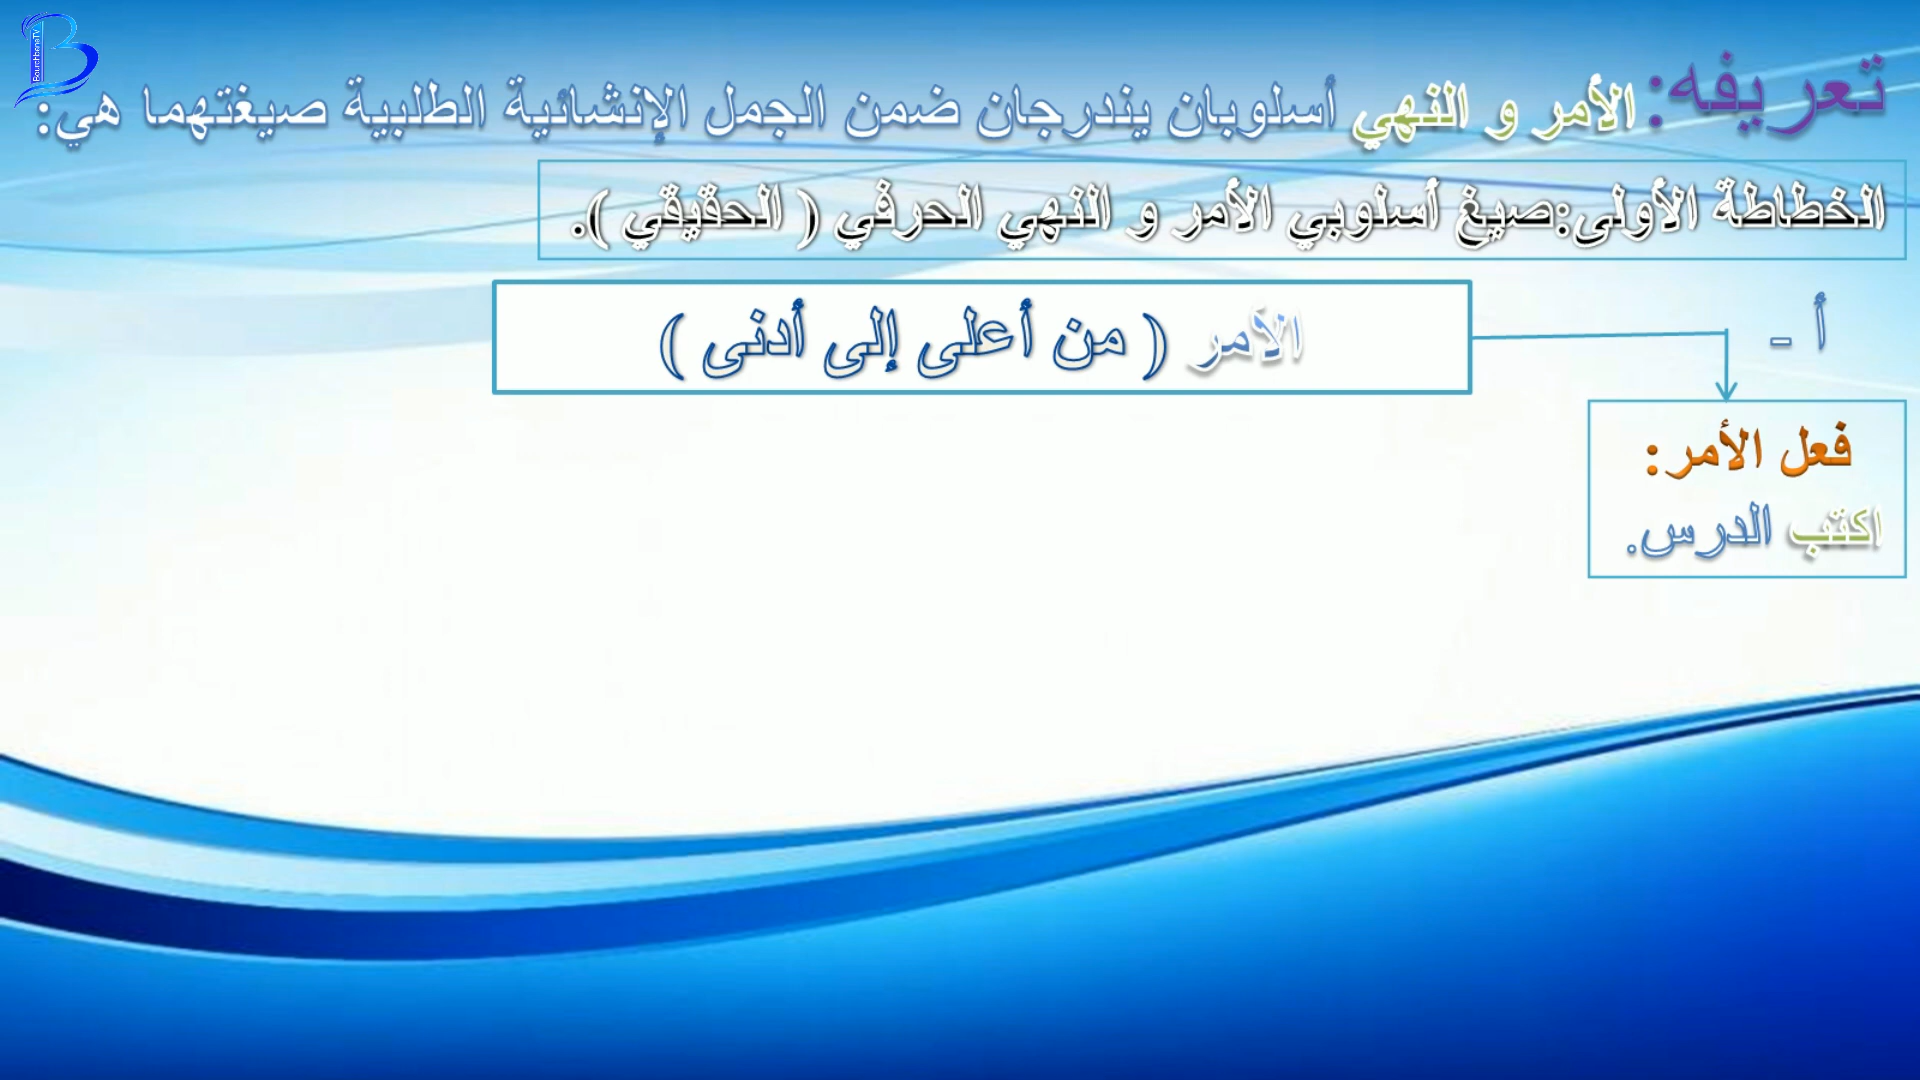 تعريفه: الأمر و النهي أسلوبان يندرجان ضمن الجمل الإنشائية الطلبية صيغتهما هي:
الخطاطة الأولى:صيغ أسلوبي الأمر و النهي الحرفي ( الحقيقي ).
أ -
الأمر ( من أعلى إلى أدنى )
فعل الأمر:
اكتب الدرس.